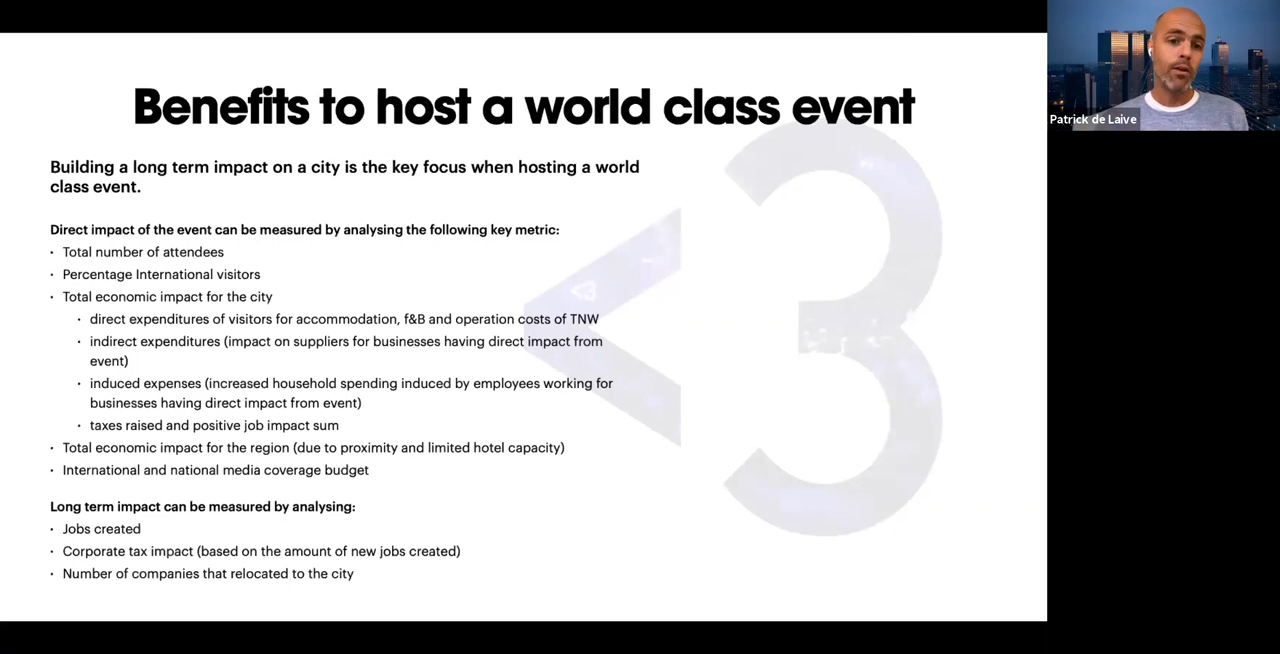 Benefits to host a world class event
Building a long term impact on a city is the key focus when hosting a world
class event.
Direct impact of the event can be measured by analysing the following key metric:
· Total number of attendees
· Percentage International visitors
· Total economic impact for the city
· direct expenditures of visitors for accommodation, f&B and operation costs of TNW
· indirect expenditures (impact on suppliers for businesses having direct impact from
event)
· induced expenses (increased household spending induced by employees working for
businesses having direct impact from event)
· taxes raised and positive job impact sum
· Total economic impact for the region (due to proximity and limited hotel capacity)
· International and national media coverage budget
Long term impact can be measured by analysing:
· Jobs created
· Corporate tax impact (based on the amount of new jobs created)
· Number of companies that relocated to the city
<3
Patrick de Laive